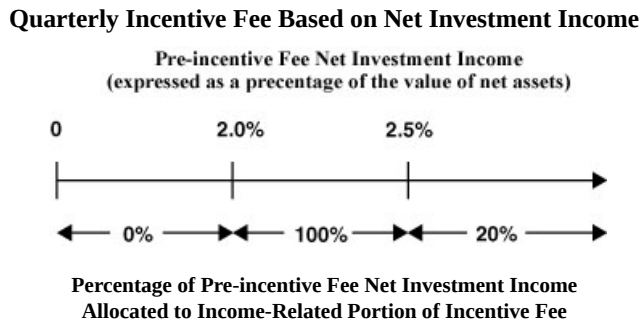 Quarterly Incentive Fee Based on Net Investment Income
Pre-incentive Fee Net Investment Income
(expressed as a precentage of the value of net assets)
0 2.0% 2.5%
0% 100% 20%
Percentage of Pre-incentive Fee Net Investment Income
Allocated to Income-Related Portion of Incentive Fee